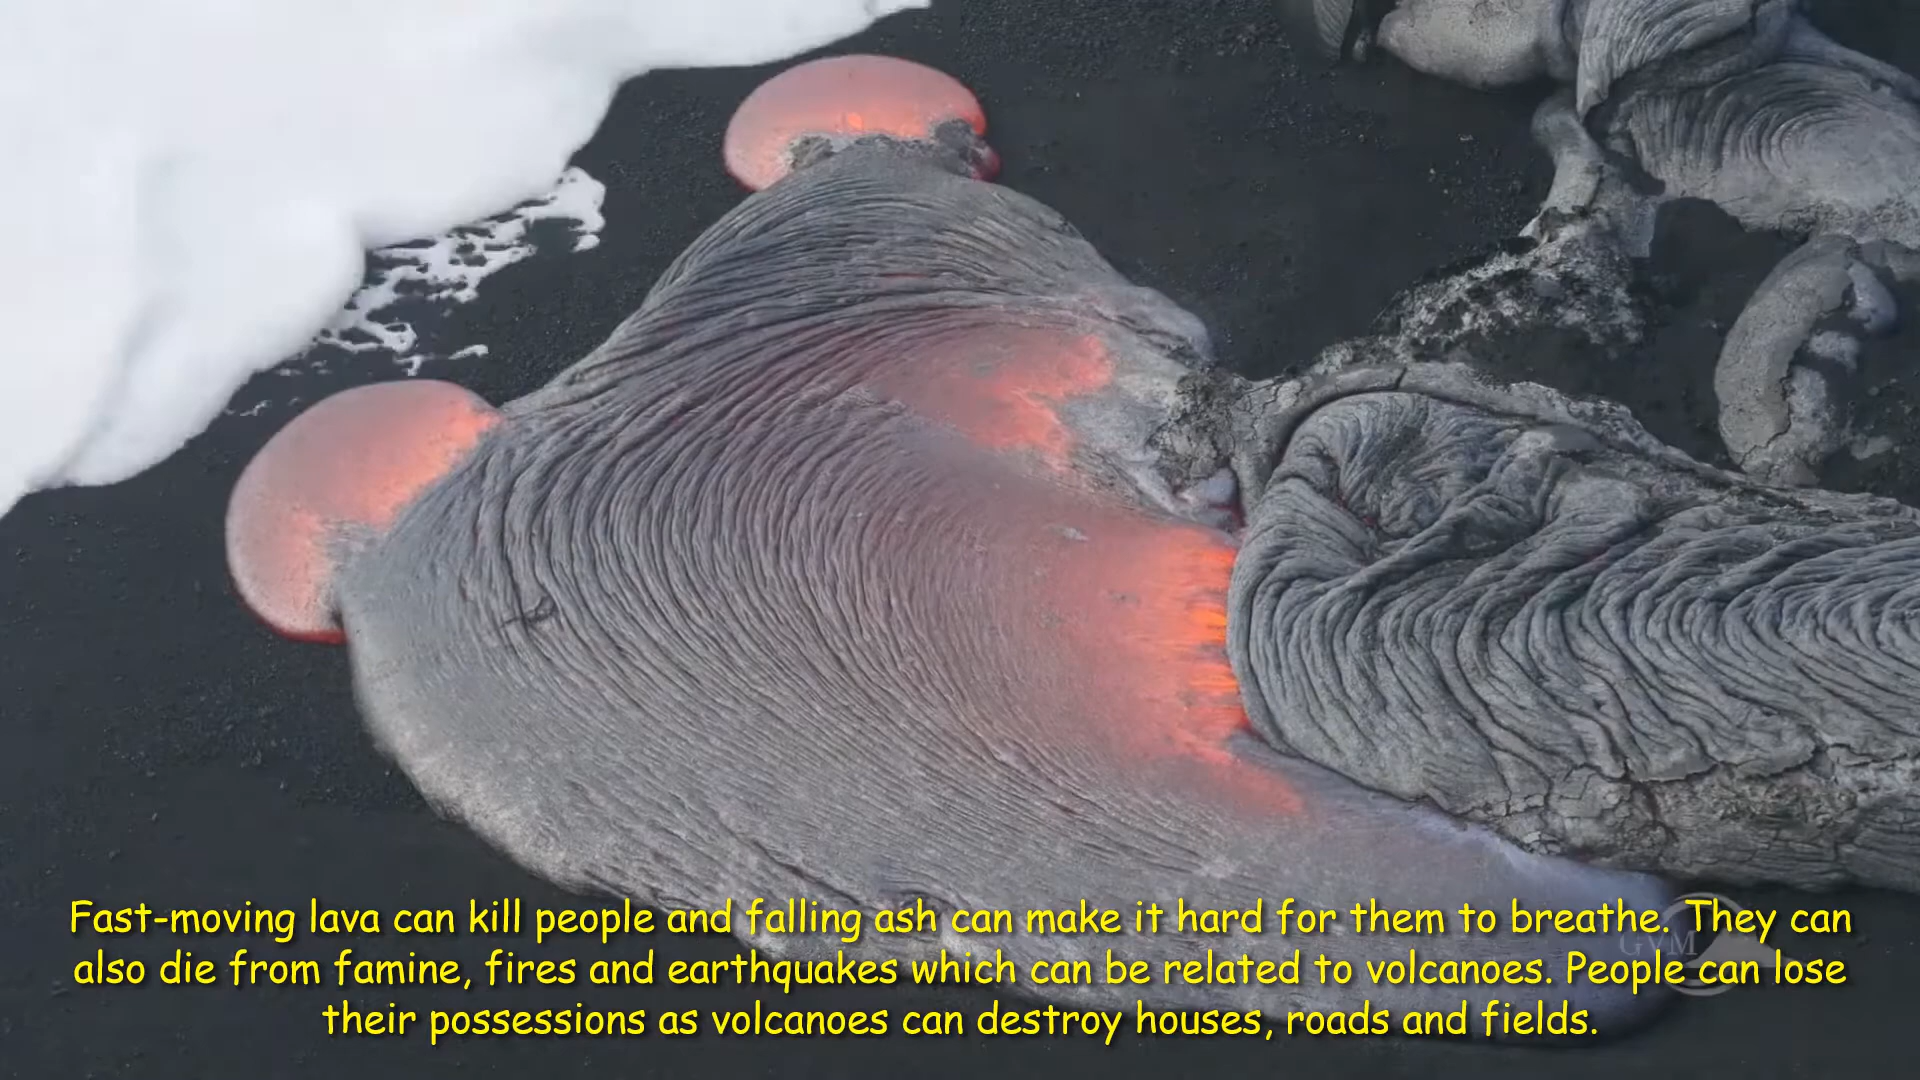 Fast-moving lava can kill people and falling ash can make it hard for them to breathe. They can
also die from famine, fires and earthquakes which can be related to volcanoes. People can lose
their possessions as volcanoes can destroy houses, roads and fields.
GVM